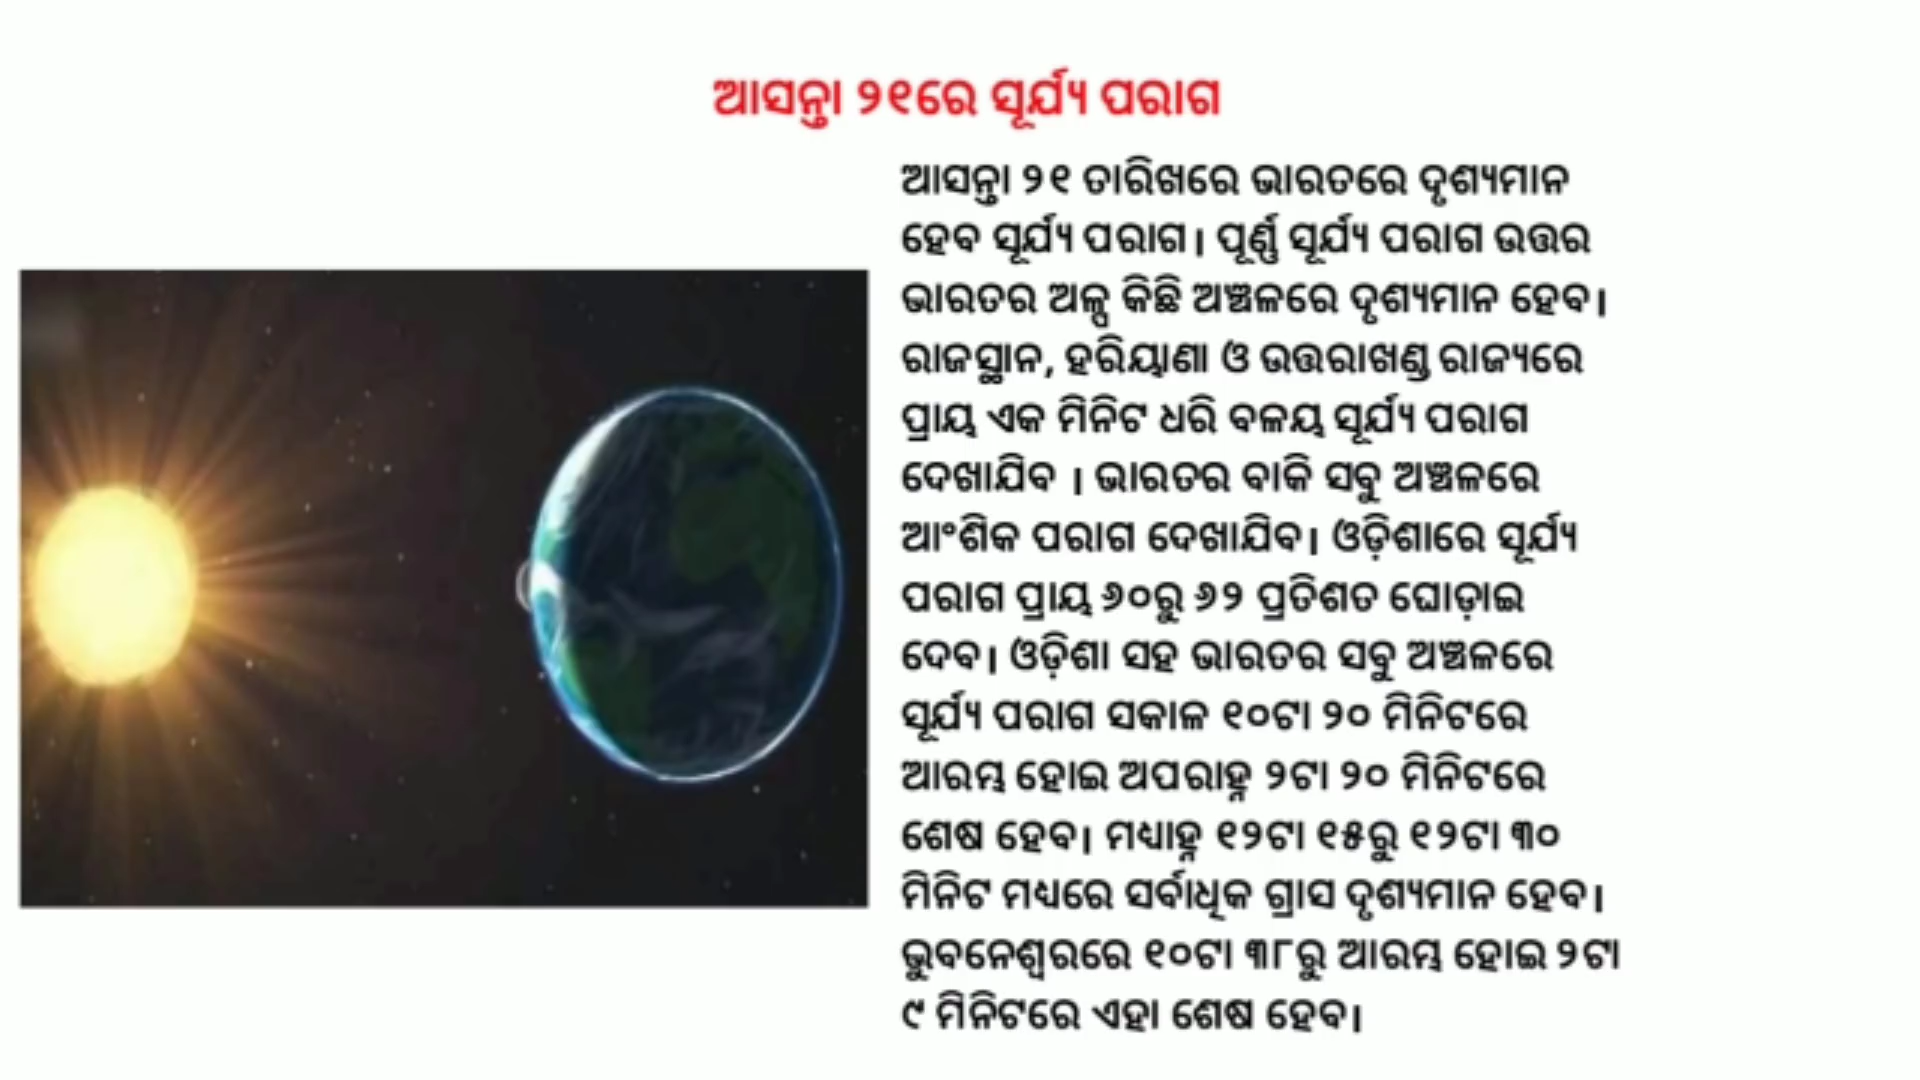 ଆସନ୍ତା ୨୧ରେ ସୂର୍ଯ୍ୟ ପରାଗ
ଆସନ୍ତା ୨୧ ତାରିଖରେ ଭାରତରେ ଦୃଶ୍ୟମାନ
ହେବ ସୂର୍ଯ୍ୟ ପରାଗ। ପୂର୍ଣ୍ଣ ସୂର୍ଯ୍ୟ ପରାଗ ଉତ୍ତର
ଭାରତର ଅଳ୍ପ କିଛି ଅଞ୍ଚଳରେ ଦୃଶ୍ୟମାନ ହେବ।
ରାଜସ୍ଥାନ, ହରିୟାଣା ଓ ଉତ୍ତରାଖଣ୍ଡ ରାଜ୍ୟରେ
ପ୍ରାୟ ଏକ ମିନିଟ ଧରି ବଳୟ ସୂର୍ଯ୍ୟ ପରାଗ
ଦେଖାଯିବ । ଭାରତର ବାକି ସବୁ ଅଞ୍ଚଳରେ
ଆଂଶିକ ପରାଗ ଦେଖାଯିବ। ଓଡ଼ିଶାରେ ସୂର୍ଯ୍ୟ
ପରାଗ ପ୍ରାୟ ୬୦ରୁ ୬୨ ପ୍ରତିଶତ ଘୋଡ଼ାଇ
ଦେବ। ଓଡ଼ିଶା ସହ ଭାରତର ସବୁ ଅଞ୍ଚଳରେ
ସୂର୍ଯ୍ୟ ପରାଗ ସକାଳ ୧୦ଟା ୨୦ ମିନିଟରେ
ଆରମ୍ଭ ହୋଇ ଅପରାହ୍ନ ୨ଟା ୨୦ ମିନିଟରେ
ଶେଷ ହେବ। ମଧ୍ୟାହ୍ନ ୧୨ଟା ୧୫ରୁ ୧୨ଟା ୩୦
ମିନିଟ ମଧ୍ୟରେ ସର୍ବାଧିକ ଗ୍ରାସ ଦୃଶ୍ୟମାନ ହେବ।
ଭୁବନେଶ୍ୱରରେ ୧୦ଟା ୩୮ରୁ ଆରମ୍ଭ ହୋଇ ୨ଟା
୯ ମିନିଟରେ ଏହା ଶେଷ ହେବ।